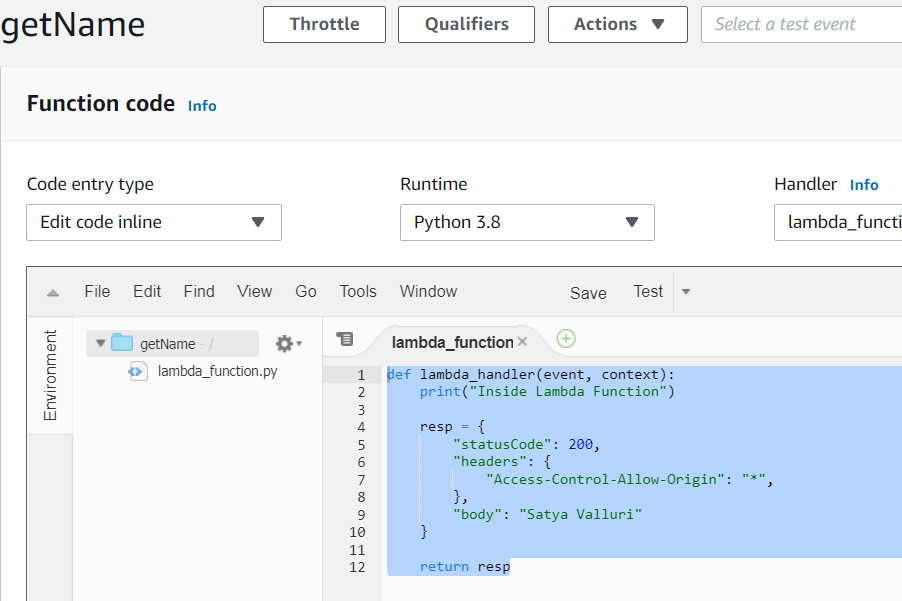 getName Throttle Qualifiers Actions Select a test event
Function code Info
Code entry type Runtime Handler Info
Edit code inline Python 3.8 lambda_functi
File Edit Find View Go Tools Window Save Test
Environment
getName - / lambda_function
lambda_function.py
1 def lambda_handler(event, context):
2     print("Inside Lambda Function")
3
4     resp = {
5         "statusCode": 200,
6         "headers": {
7             "Access-Control-Allow-Origin": "*",
8         },
9         "body": "Satya Valluri"
10     }
11
12     return resp